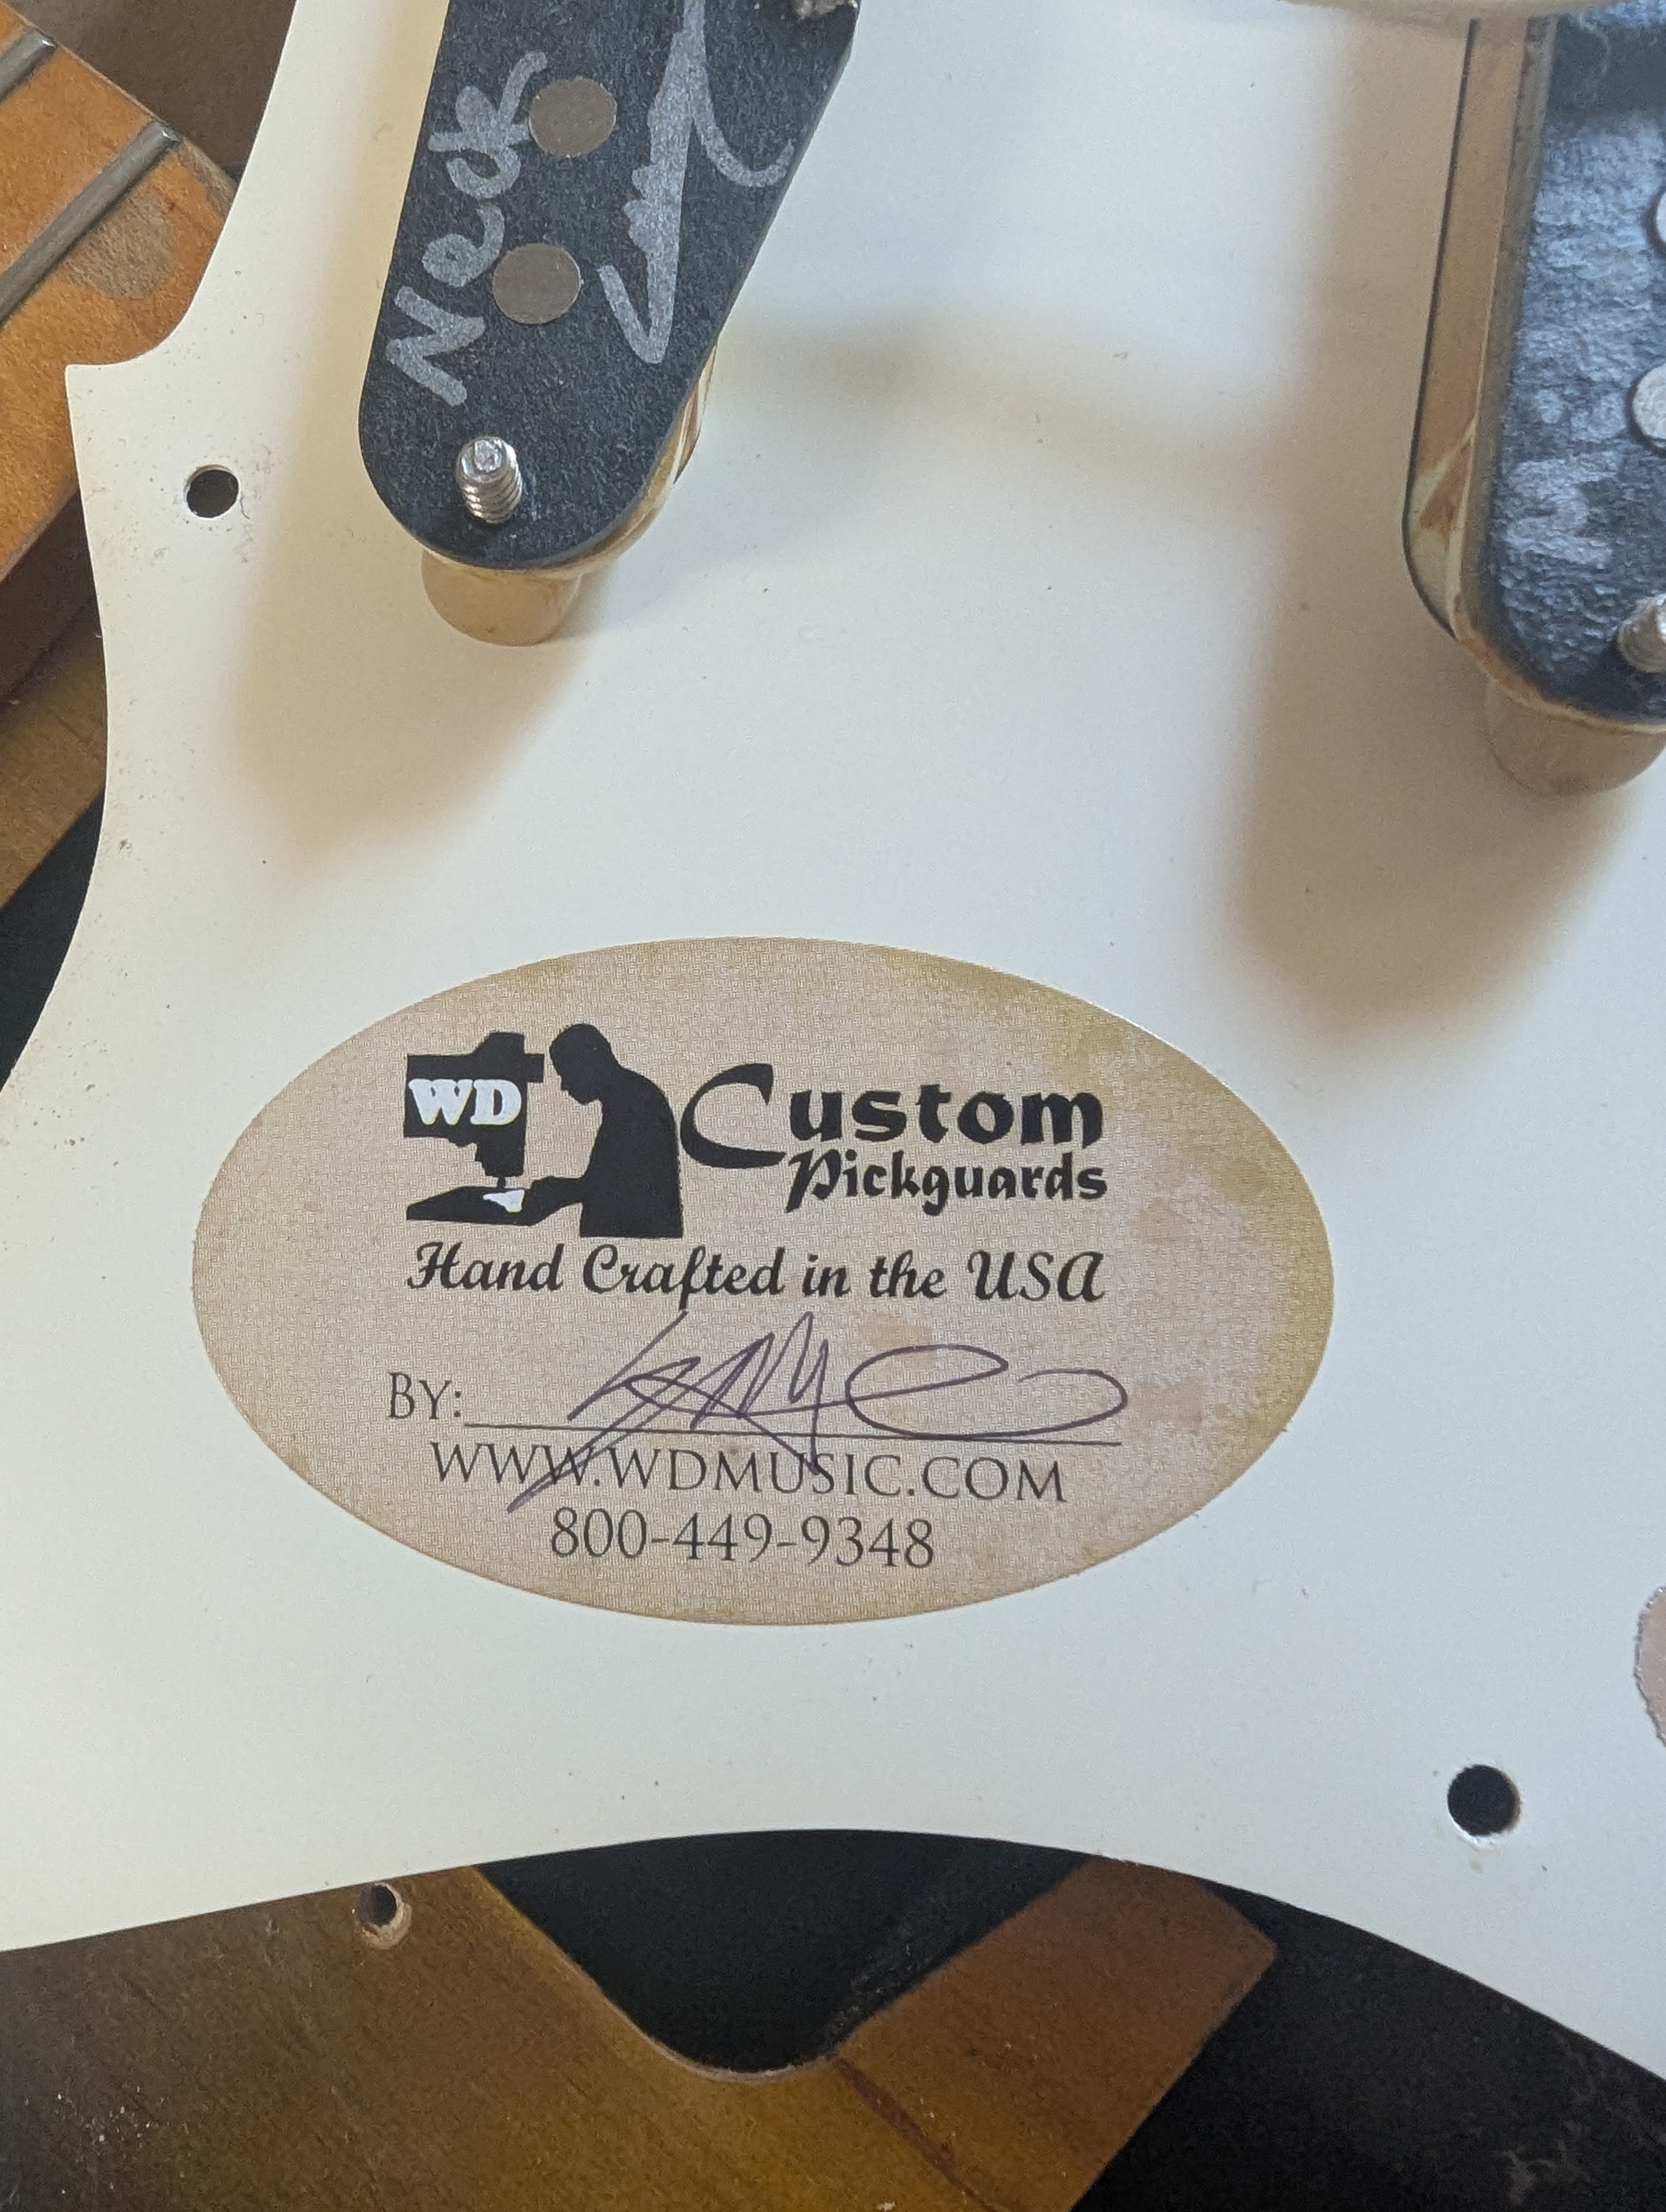 Neck
WD
Custom
Pickguards
Hand Crafted in the USA
BY:
WWW.WDMUSIC.COM
800-449-9348